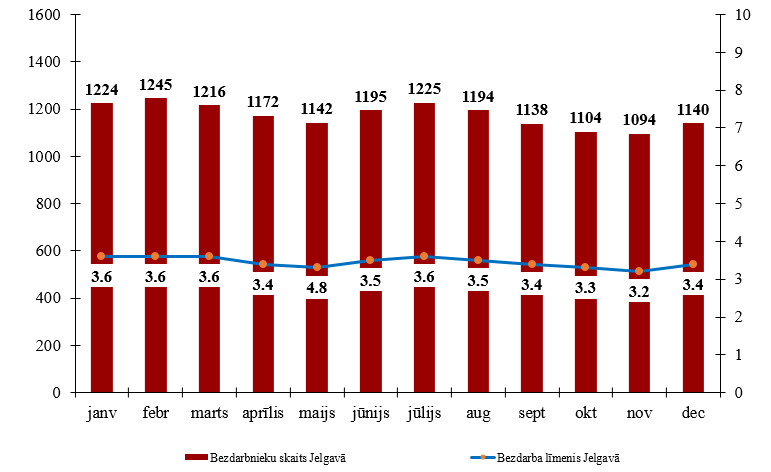 1600 10
1400 9
1200 8
1000 7
800 6
600 5
400 4
200 3
0 2
1
0
1224 1245 1216 1172 1142 1195 1225 1194 1138 1104 1094 1140
3.6 3.6 3.6 3.4 4.8 3.5 3.6 3.5 3.4 3.3 3.2 3.4
janv febr marts aprīlis maijs jūnijs jūlijs aug sept okt nov dec
Bezdarbnieku skaits Jelgavā Bezdarba līmenis Jelgavā